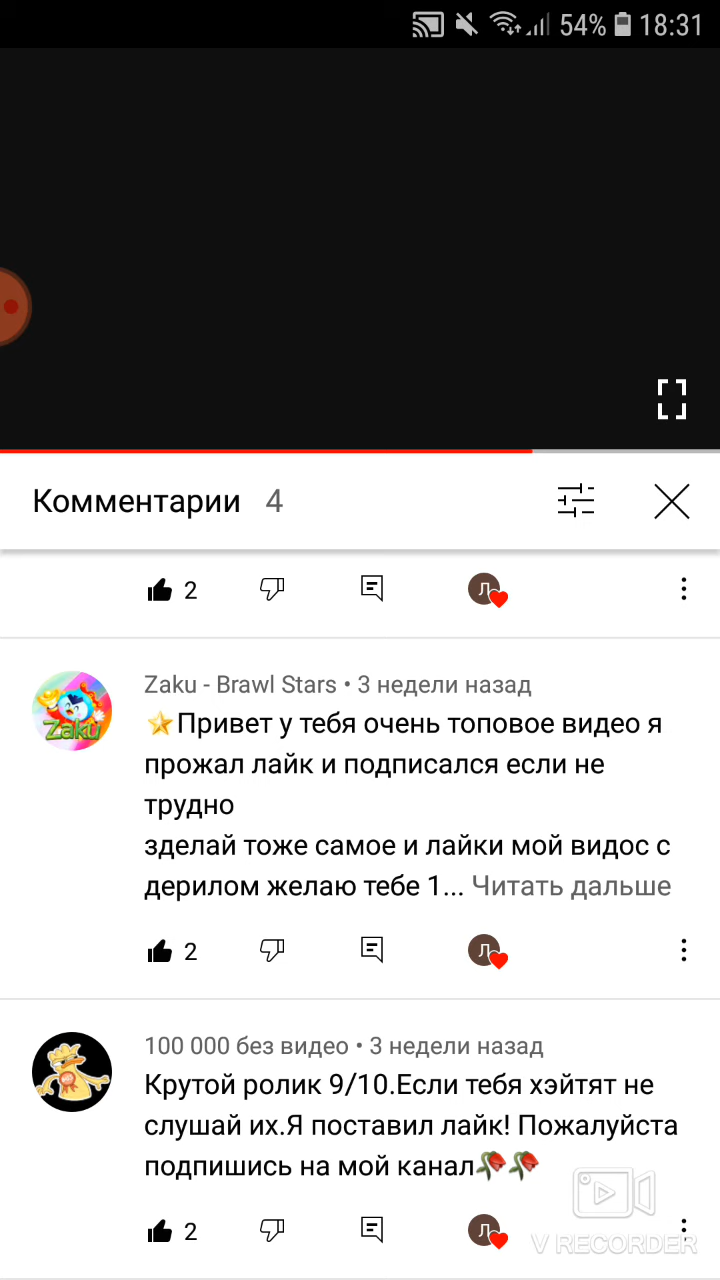 54% 18:31
Комментарии 4
2
Л
Zaku - Brawl Stars • 3 недели назад
Zaku
⭐Привет у тебя очень топовое видео я
прожал лайк и подписался если не
трудно
зделай тоже самое и лайки мой видос с
дерилом желаю тебе 1... Читать дальше
2
Л
100 000 без видео • 3 недели назад
Крутой ролик 9/10.Если тебя хэйтят не
слушай их.Я поставил лайк! Пожалуйста
подпишись на мой канал🥀🥀
2
Л
V RECORDER